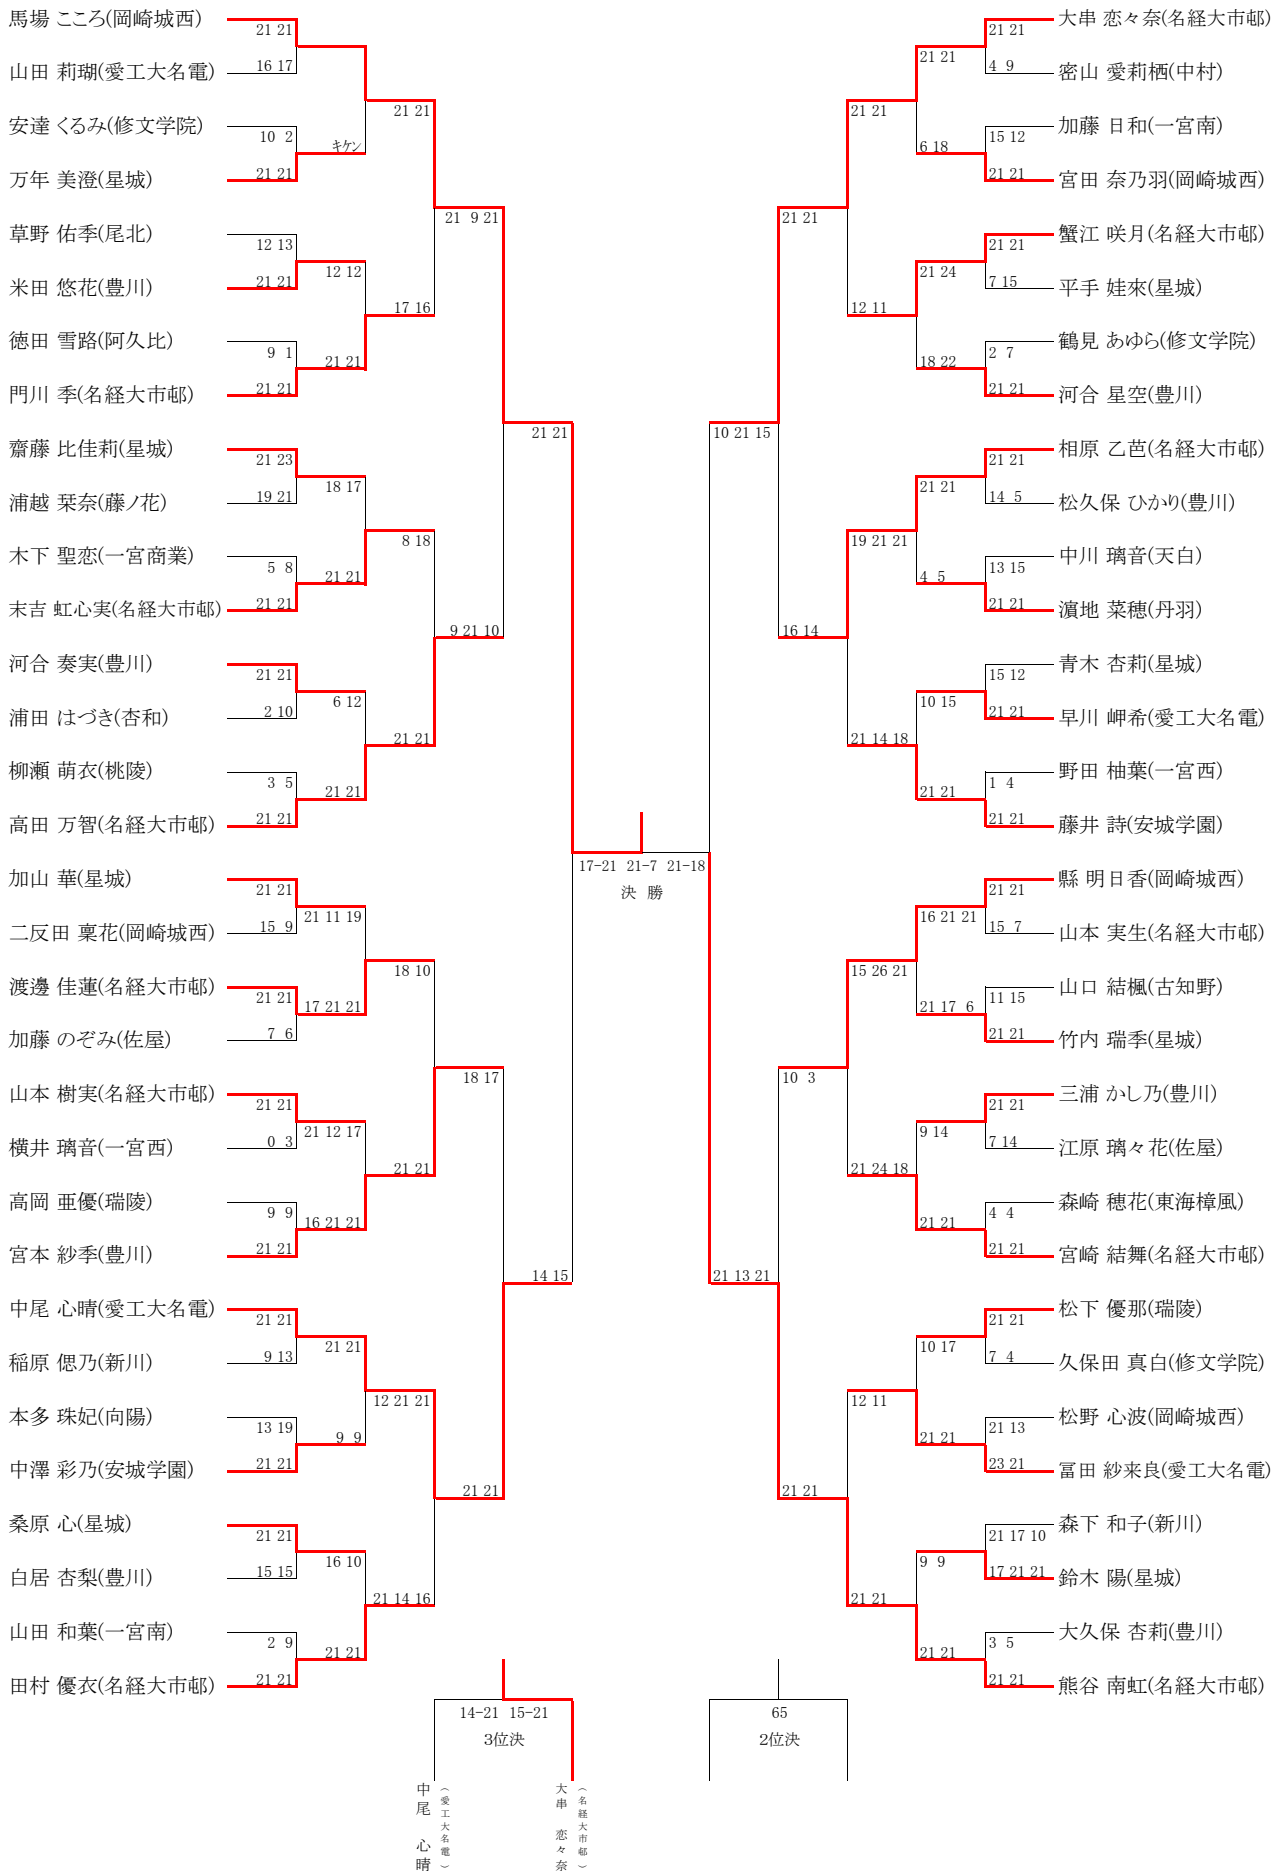 馬場 こころ(岡崎城西)
21 21
16 17
山田 莉瑚(愛工大名電)
21 21
安達 くるみ(修文学院)
10 2
キケン
21 21
万年 美澄(星城)
21 9 21
草野 佑季(尾北)
12 13
12 12
21 21
米田 悠花(豊川)
17 16
徳田 雪路(阿久比)
9 1
21 21
21 21
門川 季(名経大市邨)
21 21
齋藤 比佳莉(星城)
21 23
18 17
19 21
浦越 栞奈(藤ノ花)
8 18
木下 聖恋(一宮商業)
5 8
21 21
21 21
末吉 虹心実(名経大市邨)
9 21 10
河合 奏実(豊川)
21 21
6 12
2 10
浦田 はづき(杏和)
21 21
柳瀬 萌衣(桃陵)
3 5
21 21
21 21
高田 万智(名経大市邨)
加山 華(星城)
21 21
21 11 19
15 9
二反田 稟花(岡崎城西)
18 10
渡邊 佳蓮(名経大市邨)
21 21
17 21 21
7 6
加藤 のぞみ(佐屋)
18 17
山本 樹実(名経大市邨)
21 21
21 12 17
0 3
横井 璃音(一宮西)
21 21
高岡 亜優(瑞陵)
9 9
16 21 21
21 21
宮本 紗季(豊川)
14 15
中尾 心晴(愛工大名電)
21 21
21 21
9 13
稲原 偲乃(新川)
12 21 21
本多 珠妃(向陽)
13 19
9 9
21 21
中澤 彩乃(安城学園)
21 21
桑原 心(星城)
21 21
16 10
15 15
白居 杏梨(豊川)
21 14 16
山田 和葉(一宮南)
2 9
21 21
21 21
田村 優衣(名経大市邨)
17-21 21-7 21-18
決 勝
大串 恋々奈(名経大市邨)
21 21
21 21
4 9
密山 愛莉栖(中村)
21 21
加藤 日和(一宮南)
15 12
6 18
21 21
宮田 奈乃羽(岡崎城西)
21 21
蟹江 咲月(名経大市邨)
21 21
21 24
7 15
平手 娃來(星城)
12 11
鶴見 あゆら(修文学院)
2 7
18 22
21 21
河合 星空(豊川)
10 21 15
相原 乙芭(名経大市邨)
21 21
21 21
14 5
松久保 ひかり(豊川)
19 21 21
中川 璃音(天白)
13 15
4 5
21 21
濵地 菜穂(丹羽)
16 14
青木 杏莉(星城)
15 12
10 15
21 21
早川 岬希(愛工大名電)
21 14 18
野田 柚葉(一宮西)
1 4
21 21
21 21
藤井 詩(安城学園)
縣 明日香(岡崎城西)
21 21
16 21 21
15 7
山本 実生(名経大市邨)
15 26 21
山口 結楓(古知野)
11 15
21 17 6
21 21
竹内 瑞季(星城)
10 3
三浦 かし乃(豊川)
21 21
9 14
7 14
江原 璃々花(佐屋)
21 24 18
森崎 穂花(東海樟風)
4 4
21 21
21 21
宮崎 結舞(名経大市邨)
21 13 21
松下 優那(瑞陵)
21 21
10 17
7 4
久保田 真白(修文学院)
12 11
松野 心波(岡崎城西)
21 13
21 21
23 21
冨田 紗来良(愛工大名電)
21 21
森下 和子(新川)
21 17 10
9 9
17 21 21
鈴木 陽(星城)
21 21
大久保 杏莉(豊川)
3 5
21 21
21 21
熊谷 南虹(名経大市邨)
14-21 15-21
3位決
中尾 心晴
(愛工大名電)
大串 恋々奈
(名経大市邨)
65
2位決